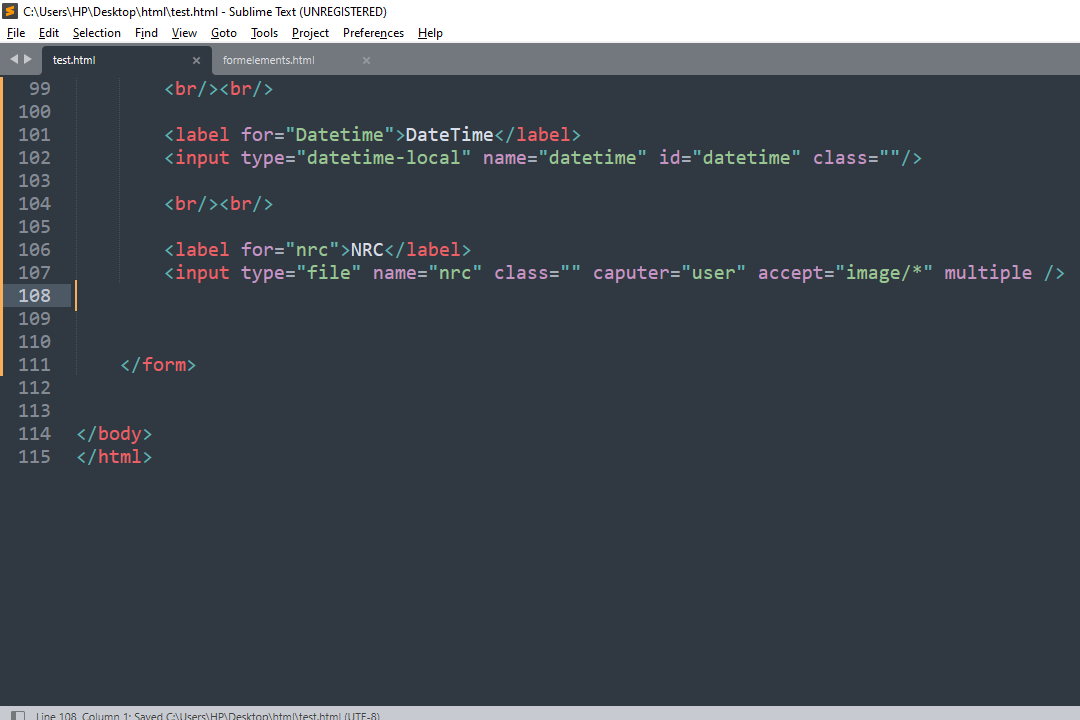 C:\Users\HP\Desktop\html\test.html - Sublime Text (UNREGISTERED)
File Edit Selection Find View Goto Tools Project Preferences Help
test.html × formelements.html ×
99 <br/><br/>
100
101 <label for="Datetime">DateTime</label>
102 <input type="datetime-local" name="datetime" id="datetime" class=""/>
103
104 <br/><br/>
105
106 <label for="nrc">NRC</label>
107 <input type="file" name="nrc" class="" caputer="user" accept="image/*" multiple />
108
109
110
111 </form>
112
113
114 </body>
115 </html>
Line 108, Column 1; Saved C:\Users\HP\Desktop\html\test.html (UTF-8)